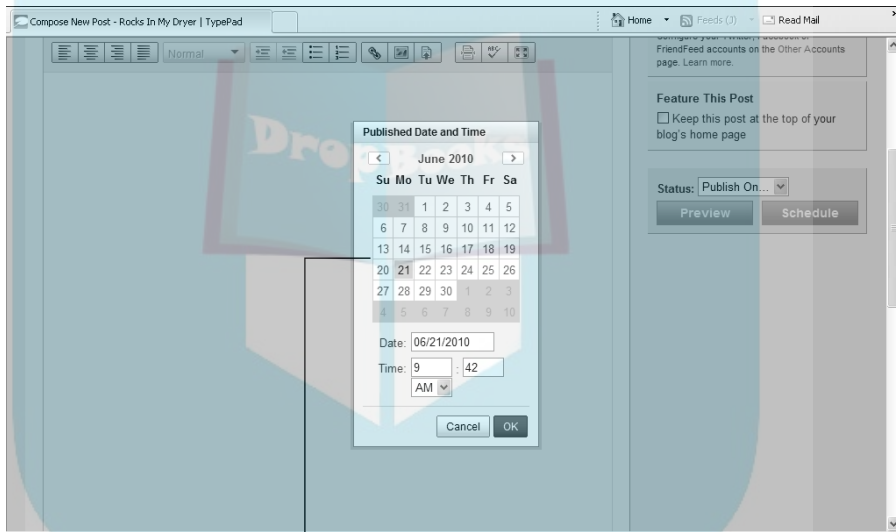 Compose New Post - Rocks In My Dryer | TypePad
Home Feeds (J) Read Mail
Normal
ABC
FriendFeed accounts on the Other Accounts
page. Learn more.
Feature This Post
Keep this post at the top of your
blog's home page
Status: Publish On...
Preview Schedule
DropBooks
Published Date and Time
< June 2010 >
Su Mo Tu We Th Fr Sa
30 31 1 2 3 4 5
6 7 8 9 10 11 12
13 14 15 16 17 18 19
20 21 22 23 24 25 26
27 28 29 30 1 2 3
4 5 6 7 8 9 10
Date: 06/21/2010
Time: 9 : 42
AM
Cancel OK